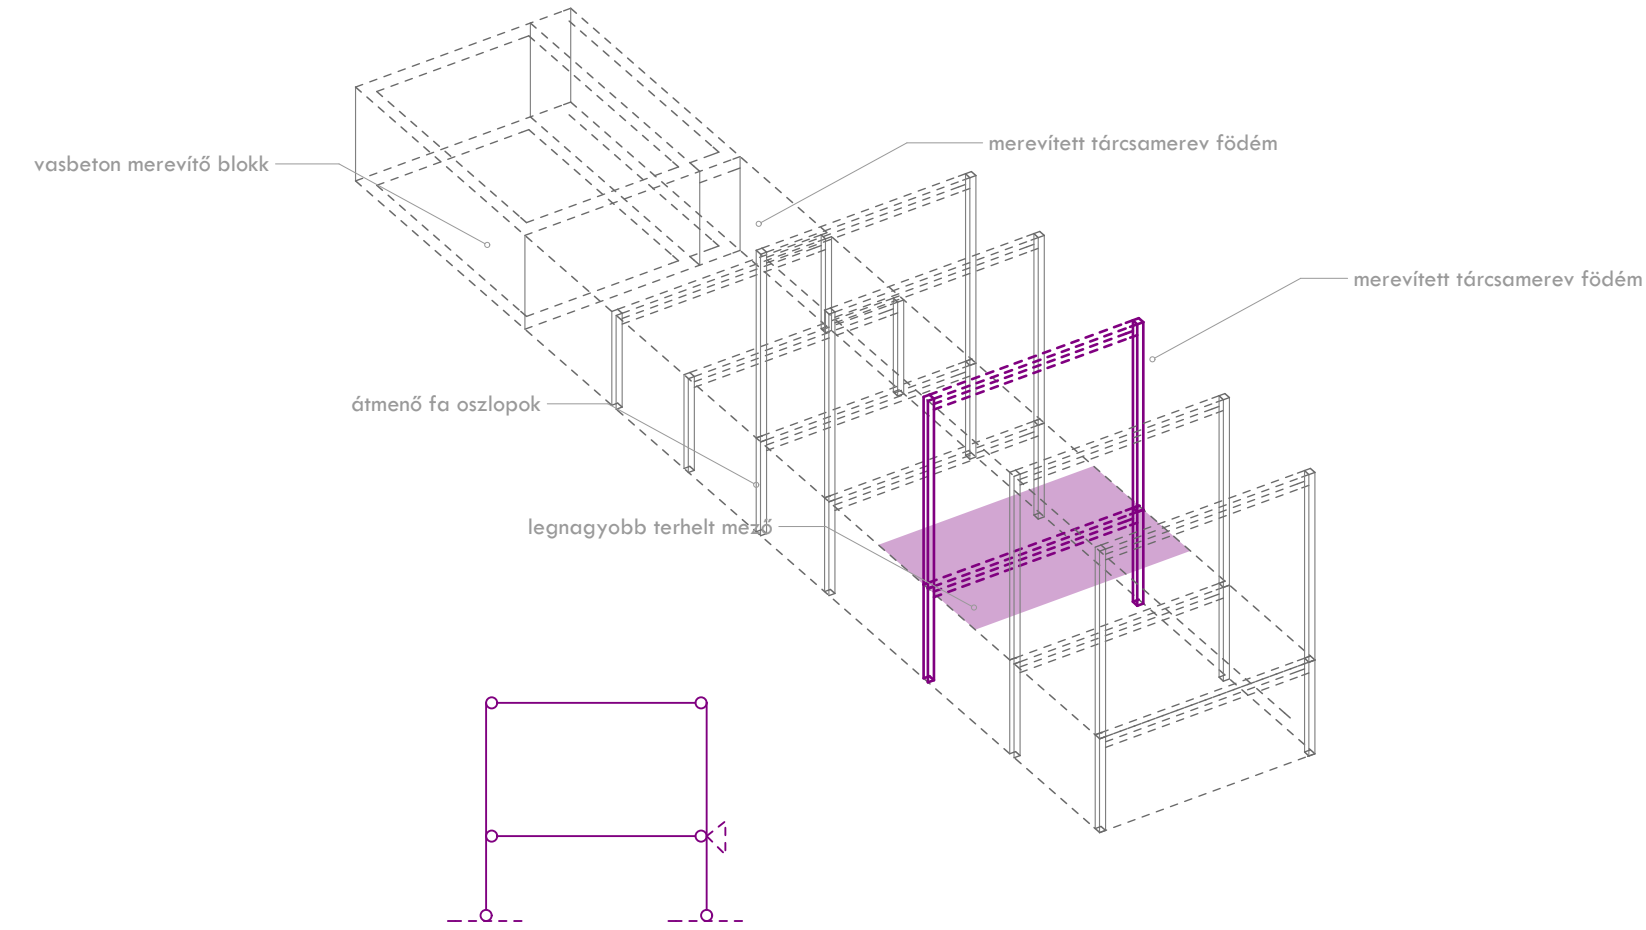 merevített tárcsamerev födém
vasbeton merevítő blokk
merevített tárcsamerev födém
átmenő fa oszlopok
legnagyobb terhelt mező